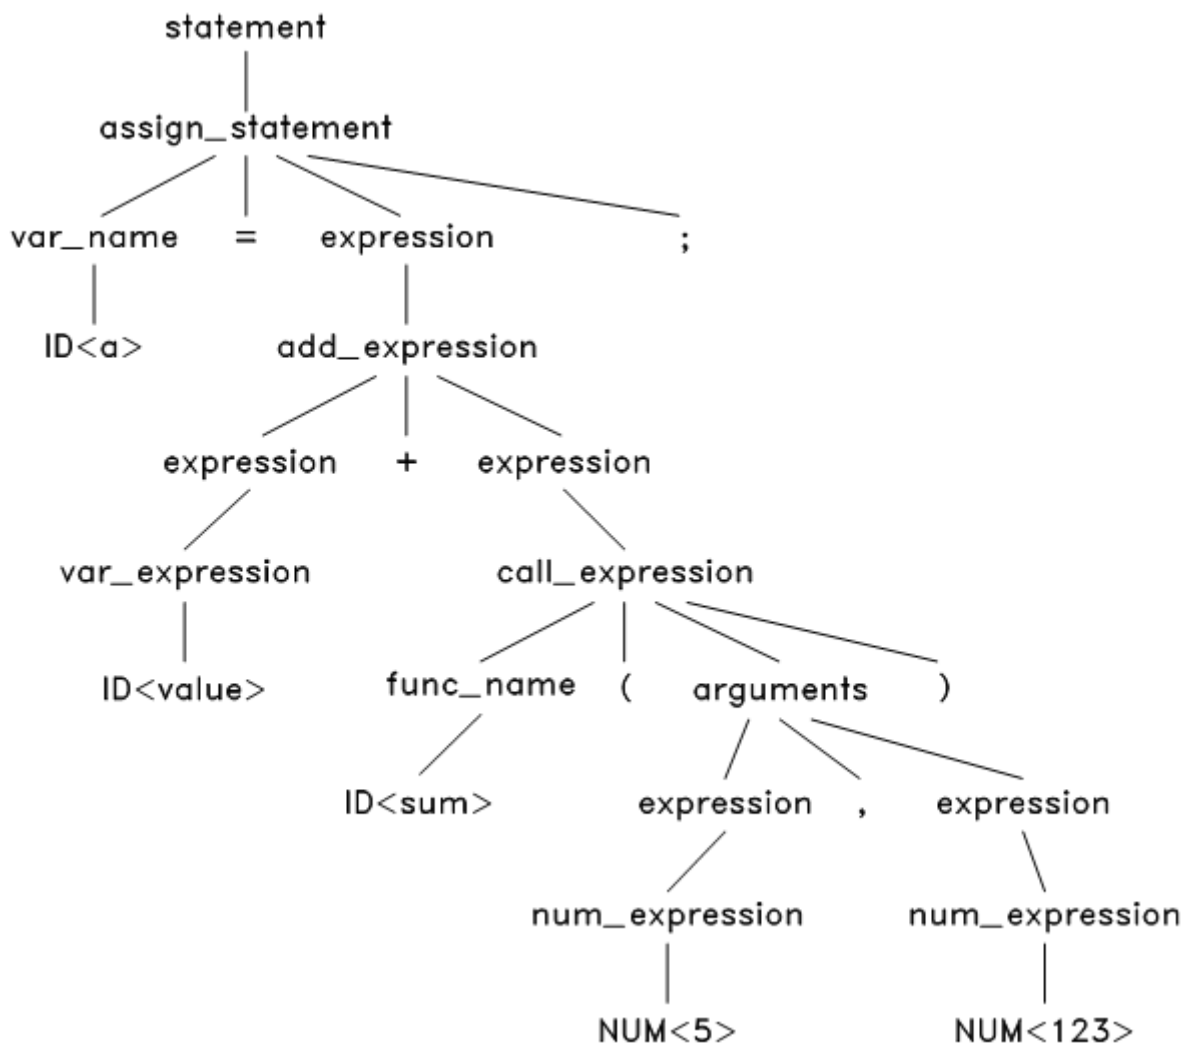 statement
assign_statement
var_name = expression ;
ID<a> add_expression
expression + expression
var_expression call_expression
ID<value> func_name ( arguments )
ID<sum> expression , expression
num_expression num_expression
NUM<5> NUM<123>